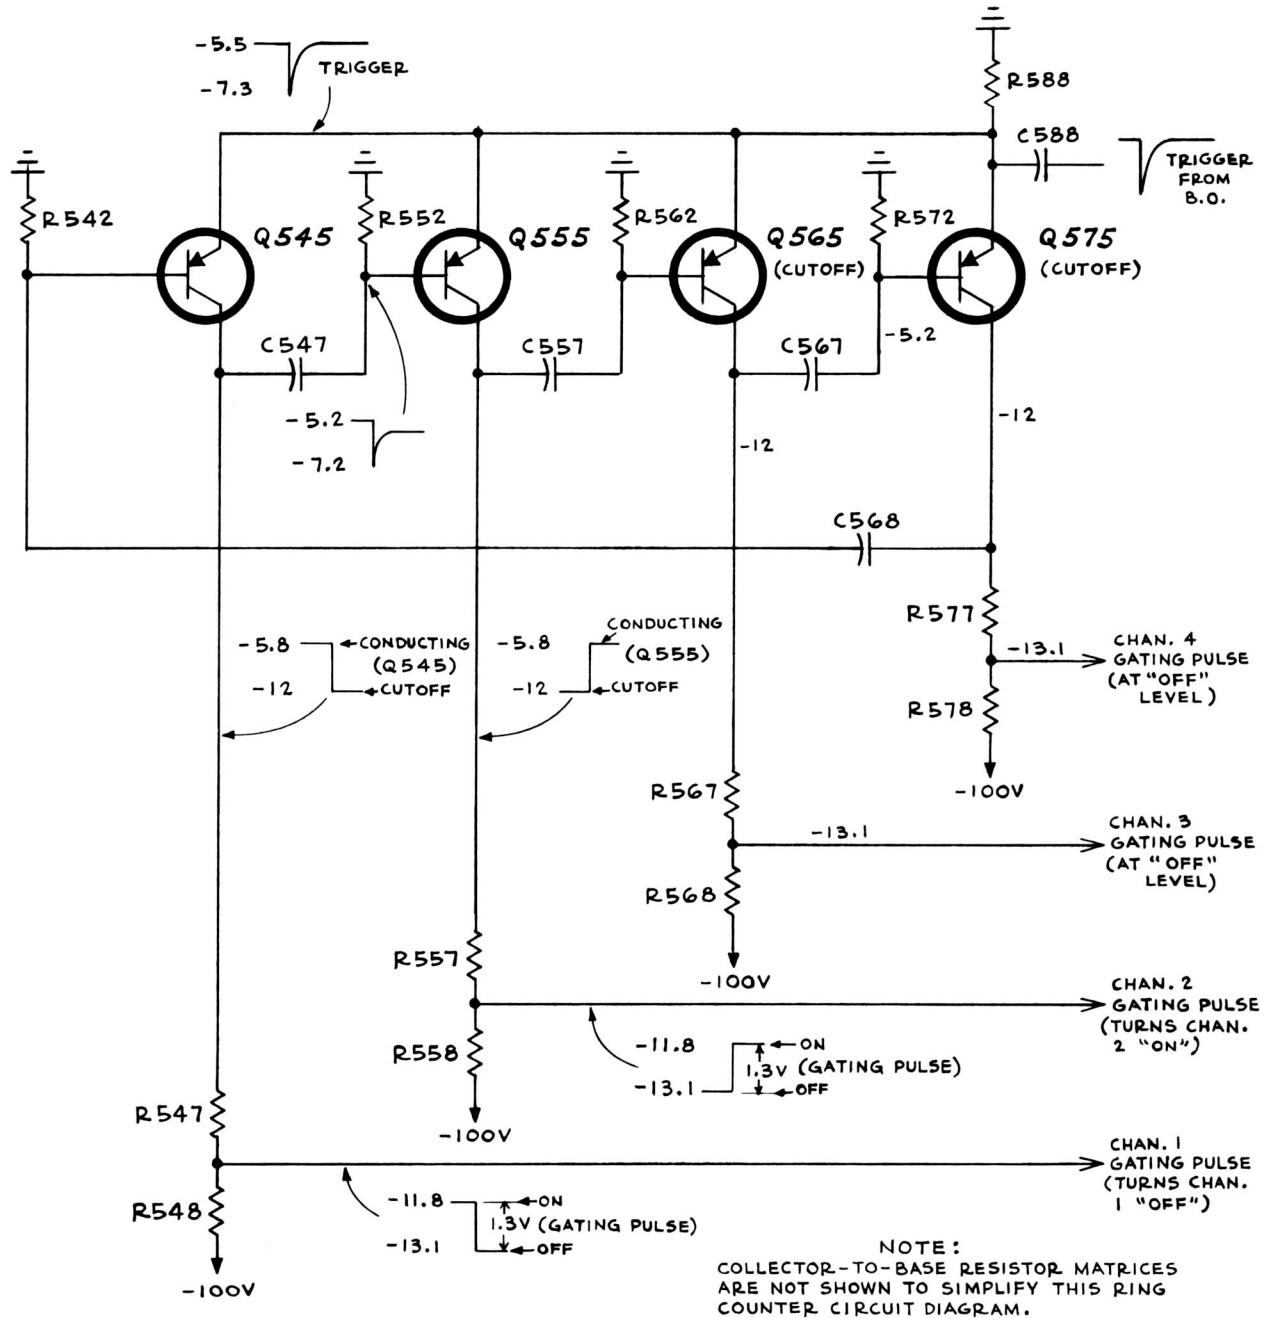 -5.5
TRIGGER
-7.3
R588
C588
TRIGGER
FROM
B.O.
R542
Q545
R552
Q555
R562
Q565
(CUTOFF)
R572
Q575
(CUTOFF)
C547
C557
C567
-5.2
-5.2
-7.2
-12
-12
C568
R577
-5.8
CONDUCTING
(Q545)
-12
CUTOFF
-5.8
CONDUCTING
(Q555)
-12
CUTOFF
-13.1
CHAN. 4
GATING PULSE
(AT "OFF"
LEVEL)
R578
-100V
R567
-13.1
CHAN. 3
GATING PULSE
(AT "OFF"
LEVEL)
R568
-100V
R557
CHAN. 2
GATING PULSE
(TURNS CHAN.
2 "ON")
R558
-11.8
ON
1.3V (GATING PULSE)
-13.1
OFF
-100V
R547
CHAN. 1
GATING PULSE
(TURNS CHAN.
1 "OFF")
R548
-11.8
ON
1.3V (GATING PULSE)
-13.1
OFF
-100V
NOTE:
COLLECTOR-TO-BASE RESISTOR MATRICES
ARE NOT SHOWN TO SIMPLIFY THIS RING
COUNTER CIRCUIT DIAGRAM.